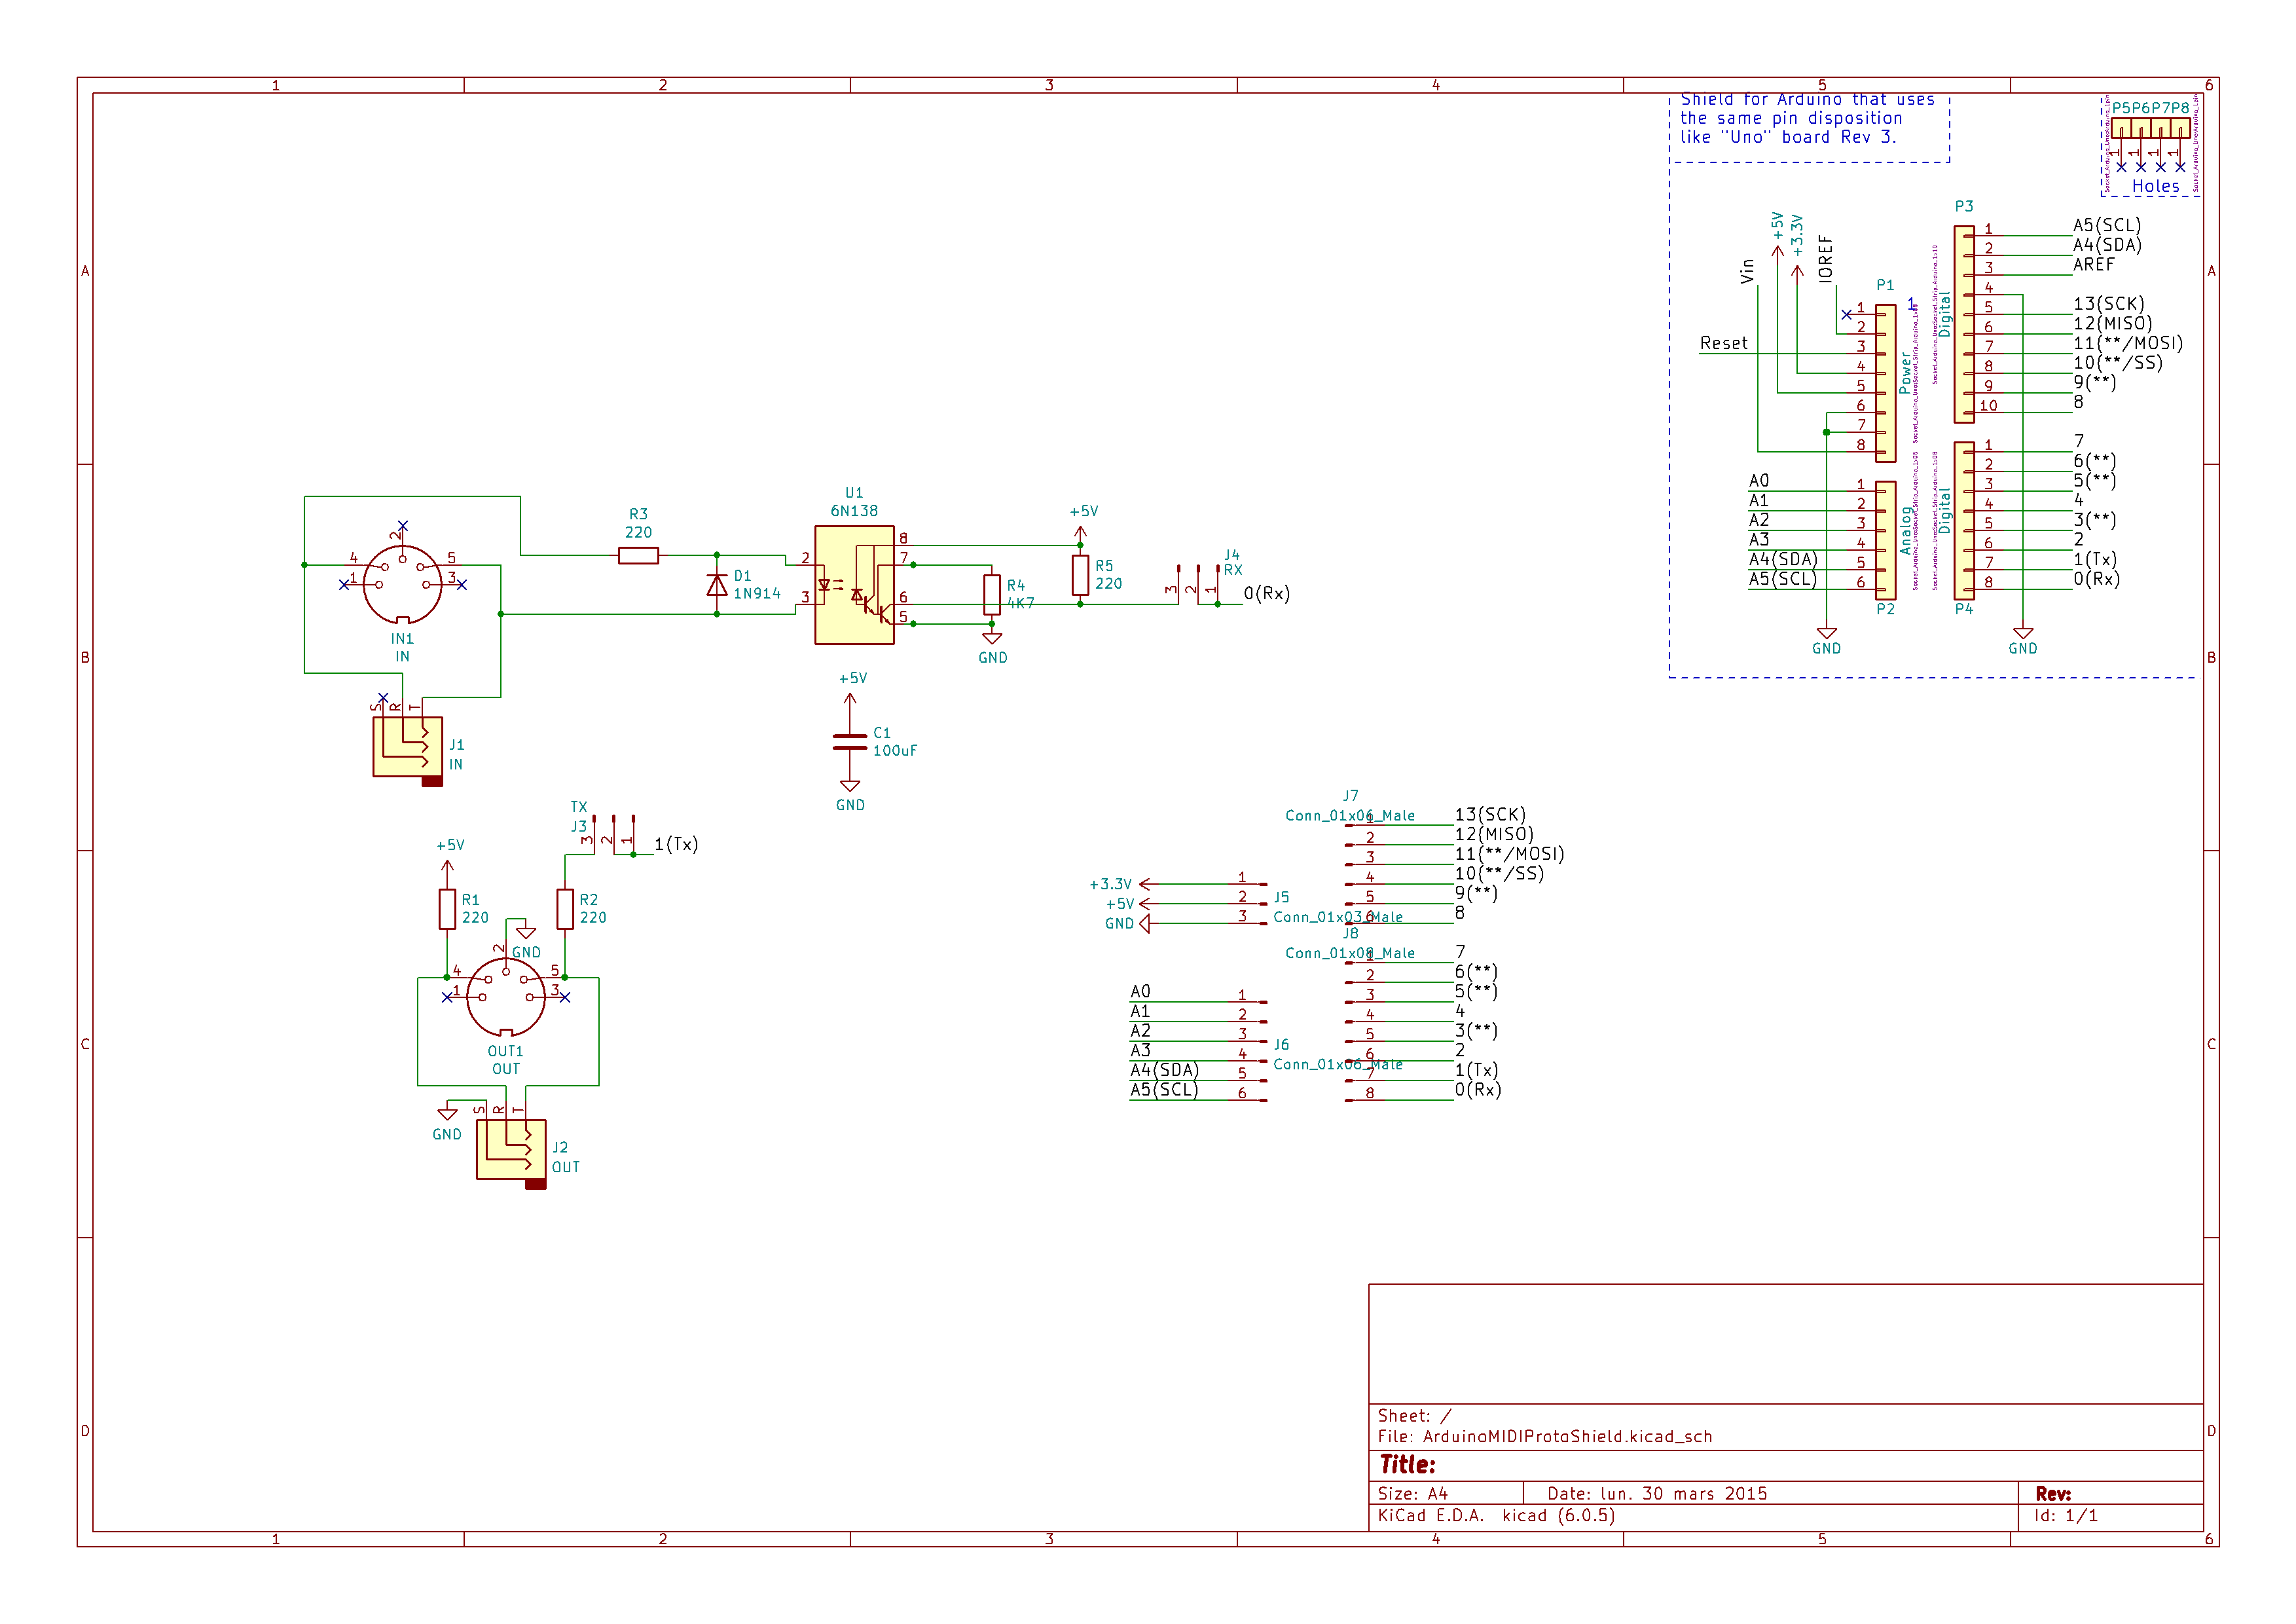 1 2 3 4 5 6
A
B
C
D
Shield for Arduino that uses
the same pin disposition
like "Uno" board Rev 3.
P5P6P7P8
1 1 1 1
Holes
Vin
+5V
+3.3V
IOREF
Reset
P1
Power
1
1
2
3
4
5
6
7
8
GND
A0
A1
A2
A3
A4(SDA)
A5(SCL)
1
2
3
4
5
6
Analog
P2
P3
Digital
1 A5(SCL)
2 A4(SDA)
3 AREF
4
5 13(SCK)
6 12(MISO)
7 11(**/MOSI)
8 10(**/SS)
9 9(**)
10 8
1 7
2 6(**)
3 5(**)
4 4
5 3(**)
6 2
7 1(Tx)
8 0(Rx)
Digital
P4
GND
4 2 5
1 3
IN1
IN
S R T
J1
IN
R3
220
D1
1N914
U1
6N138
2
3
8
7
6
5
R4
4K7
GND
+5V
R5
220
J4
RX
3 2 1
0(Rx)
+5V
C1
100uF
GND
TX
J3
3 2 1
1(Tx)
+5V
R1
220
R2
220
GND
4 2 5
1 3
OUT1
OUT
GND
S R T
J2
OUT
+3.3V 1
+5V 2
GND 3
J5
Conn_01x03_Male
A0 1
A1 2
A2 3
A3 4
A4(SDA) 5
A5(SCL) 6
J6
Conn_01x06_Male
J7
Conn_01x06_Male
1 13(SCK)
2 12(MISO)
3 11(**/MOSI)
4 10(**/SS)
5 9(**)
6 8
J8
Conn_01x08_Male
1 7
2 6(**)
3 5(**)
4 4
5 3(**)
6 2
7 1(Tx)
8 0(Rx)
Sheet: /
File: ArduinoMIDIProtoShield.kicad_sch
Title:
Size: A4 Date: lun. 30 mars 2015 Rev:
KiCad E.D.A. kicad (6.0.5) Id: 1/1
A
B
C
D
1 2 3 4 5 6